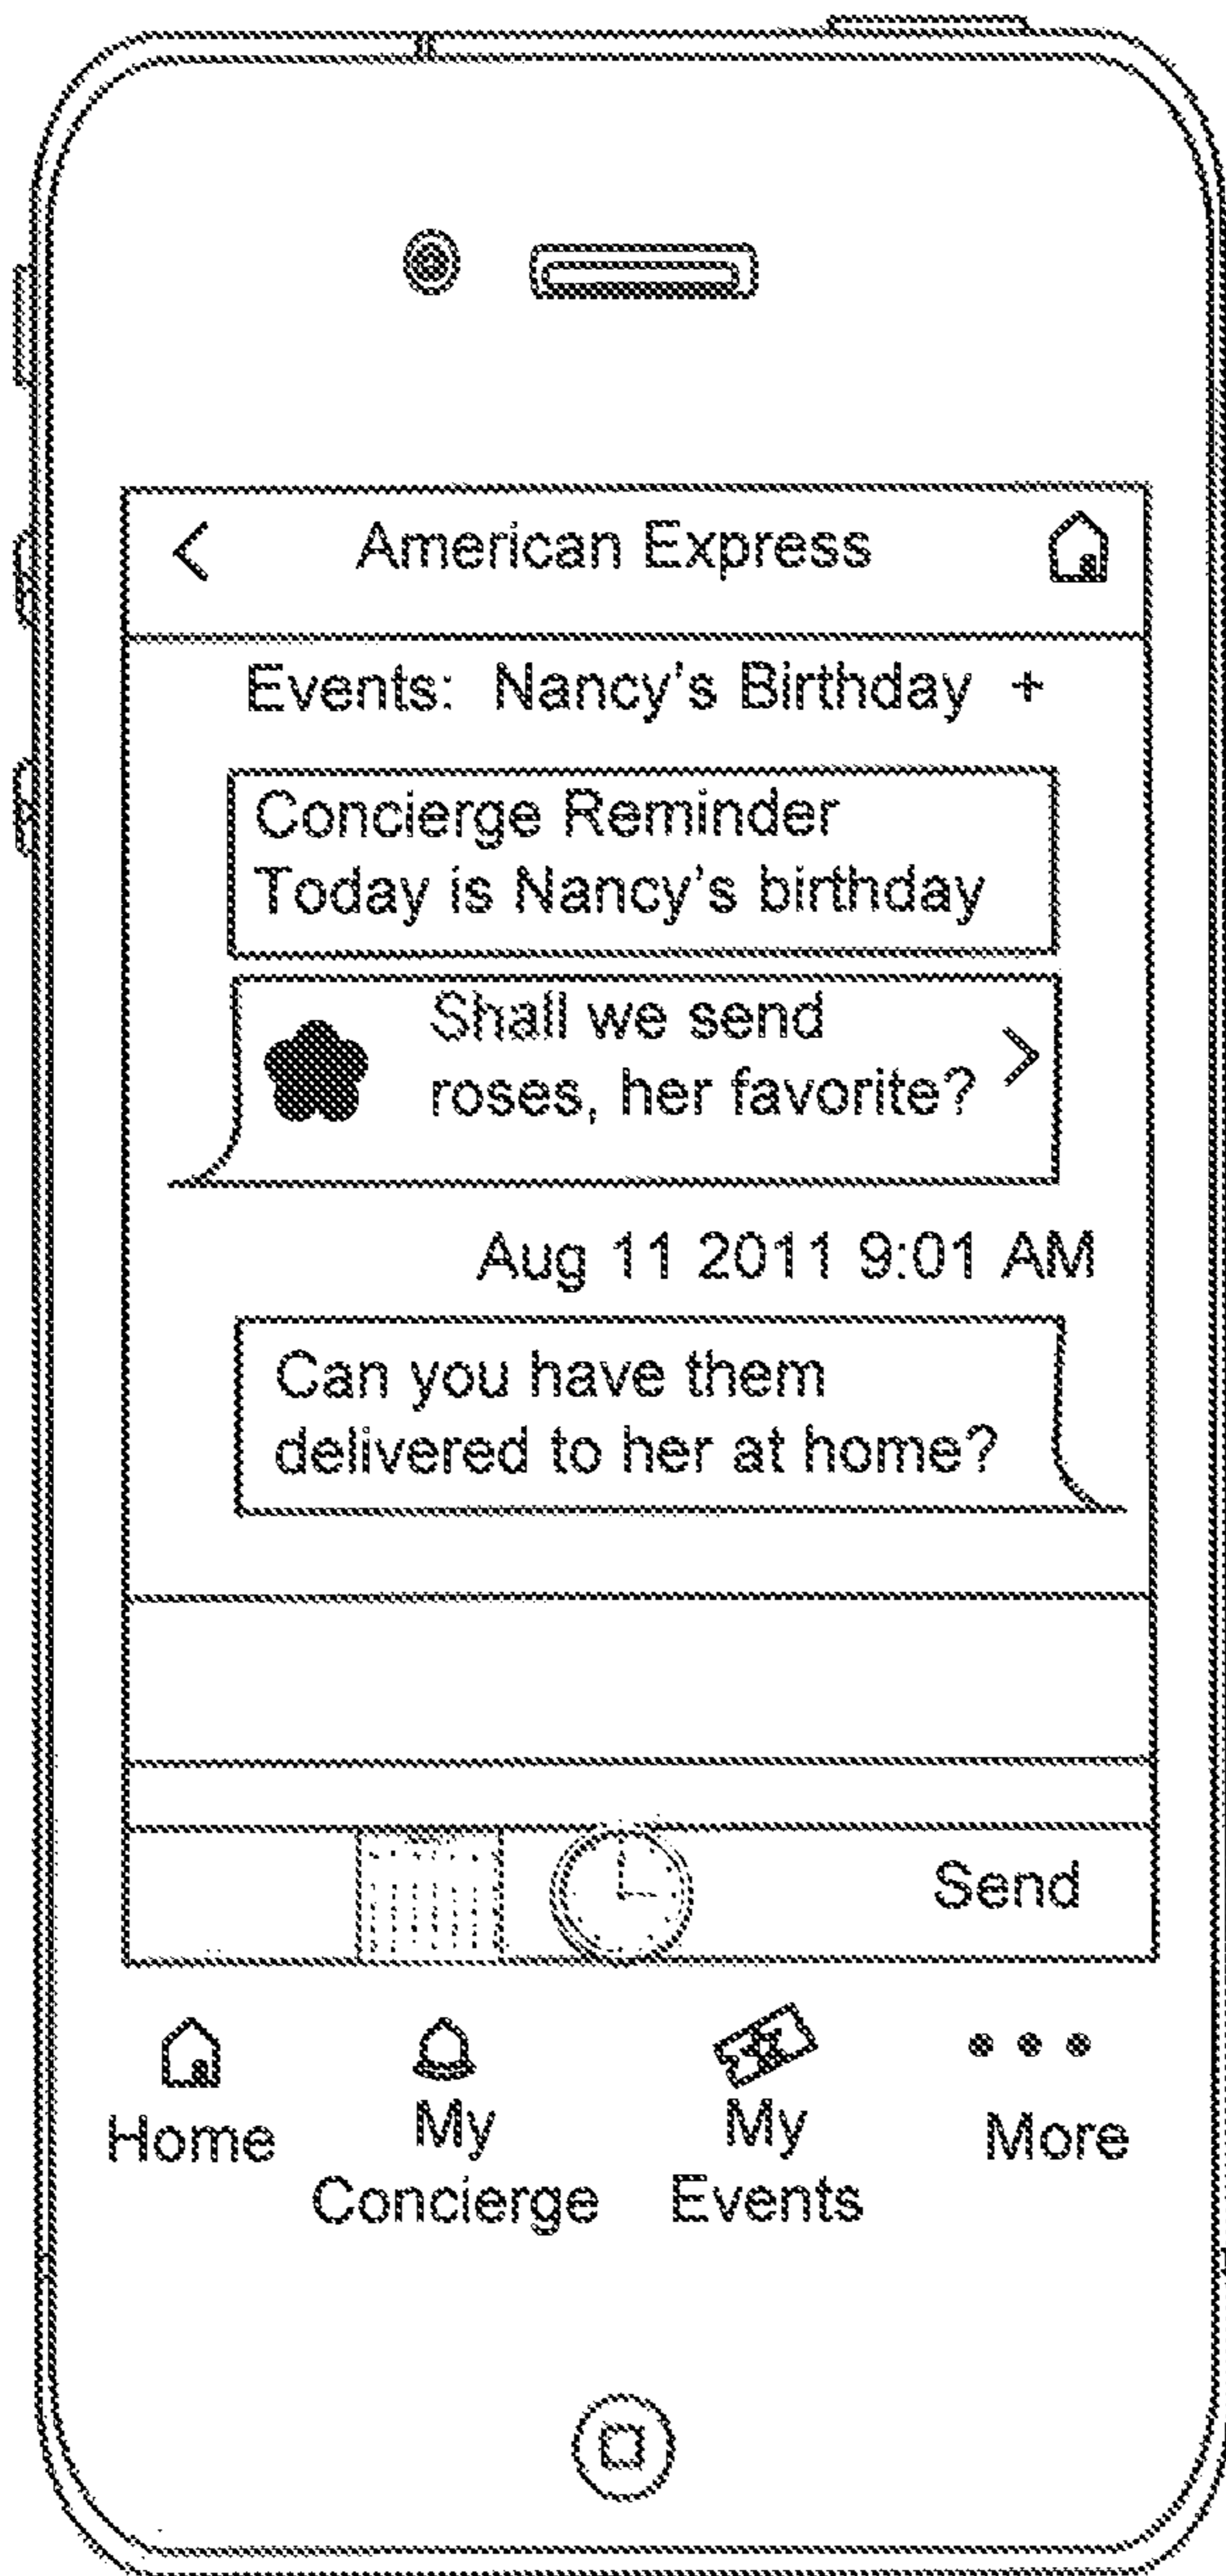 American Express
Events: Nancy's Birthday +
Concierge Reminder
Today is Nancy's birthday
Shall we send
roses, her favorite?
Aug 11 2011 9:01 AM
Can you have them
delivered to her at home?
Send
Home
My
Concierge
My
Events
More